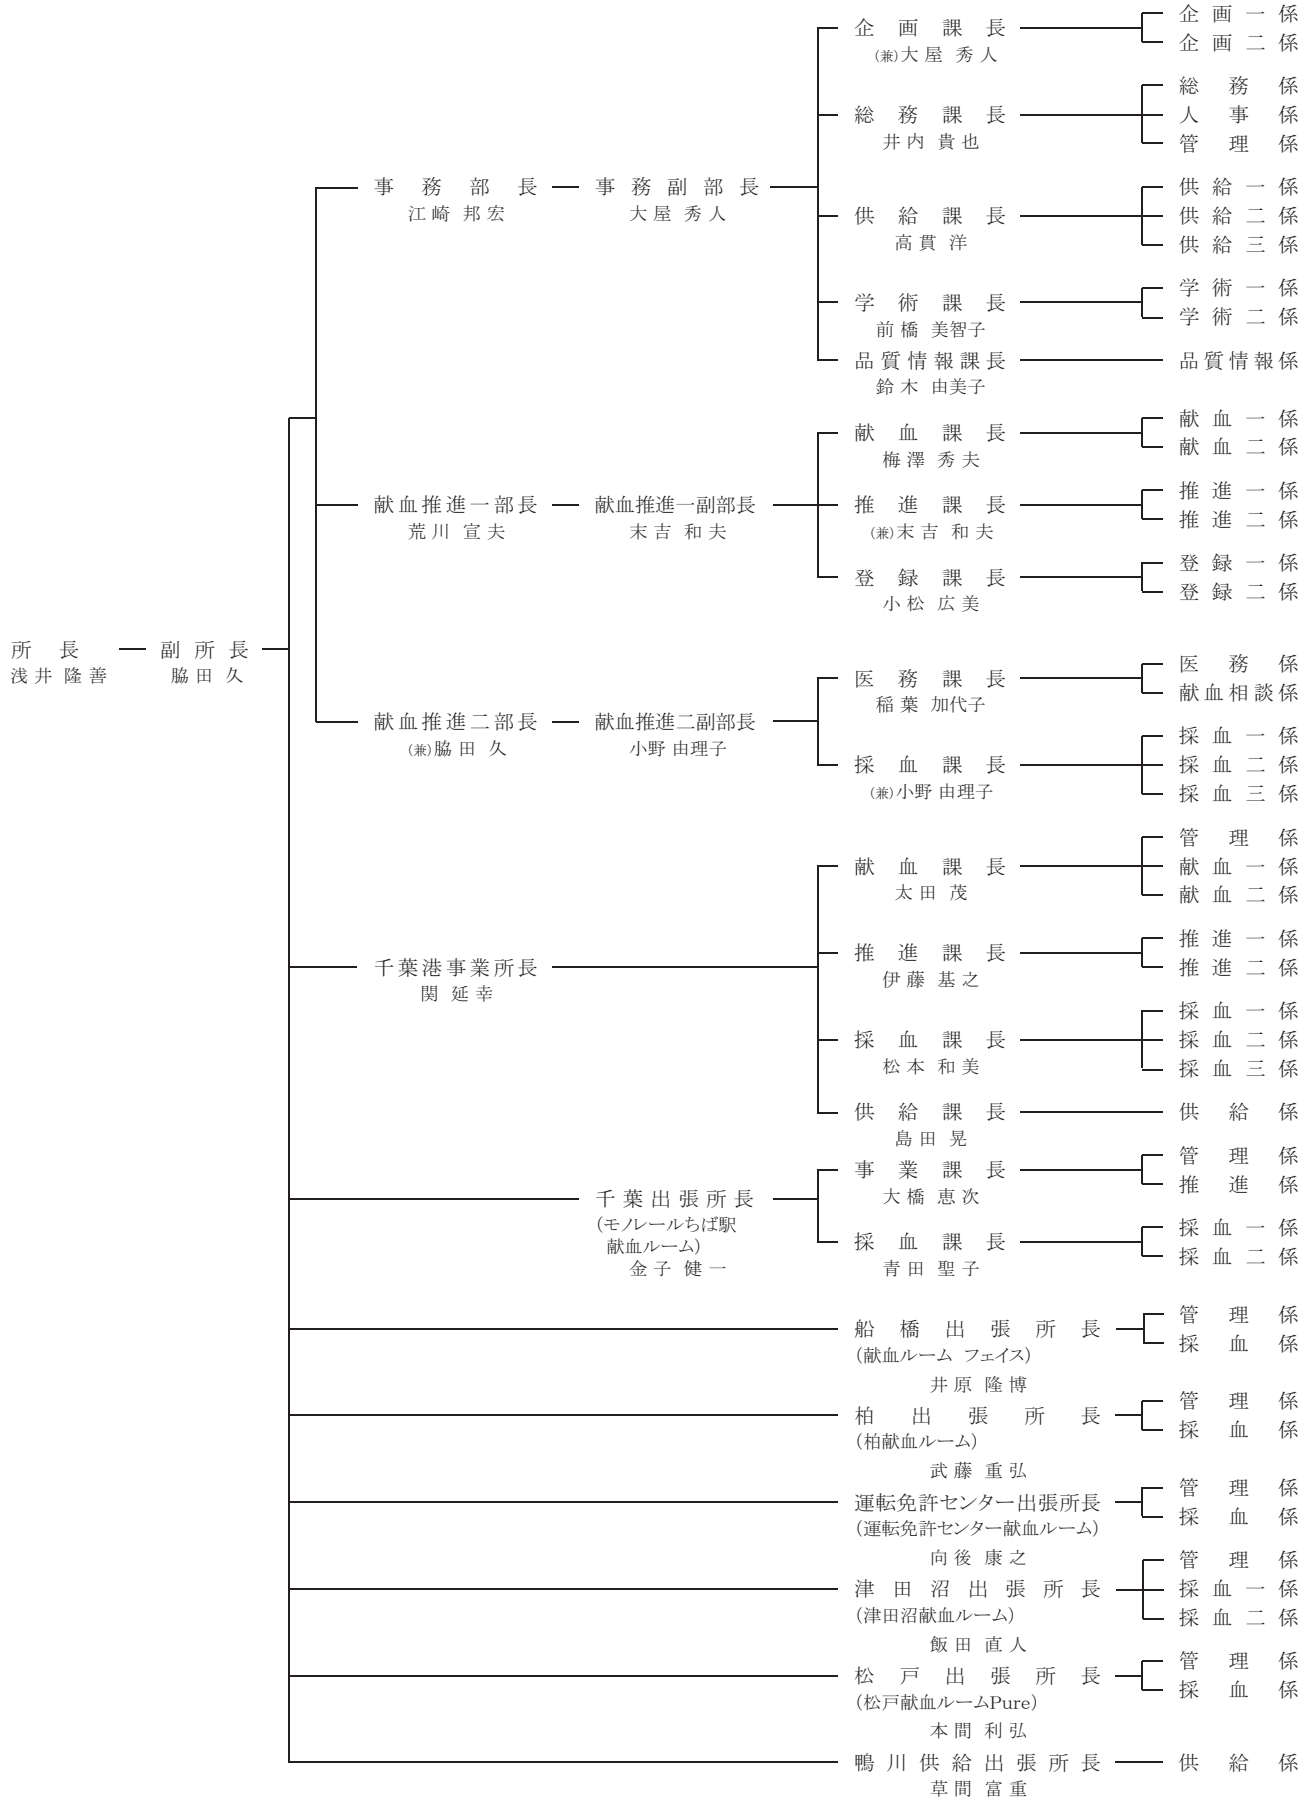 所長
浅井 隆善
副所長
脇田 久
事務部長
江崎 邦宏
事務副部長
大屋 秀人
企画課長
(兼)大屋 秀人
企画一係
企画二係
総務課長
井内 貴也
総務係
人事係
管理係
供給課長
高貫 洋
供給一係
供給二係
供給三係
学術課長
前橋 美智子
学術一係
学術二係
品質情報課長
鈴木 由美子
品質情報係
献血推進一部長
荒川 宣夫
献血推進一副部長
末吉 和夫
献血課長
梅澤 秀夫
献血一係
献血二係
推進課長
(兼)末吉 和夫
推進一係
推進二係
登録課長
小松 広美
登録一係
登録二係
献血推進二部長
(兼)脇田 久
献血推進二副部長
小野 由理子
医務課長
稲葉 加代子
医務係
献血相談係
採血課長
(兼)小野 由理子
採血一係
採血二係
採血三係
千葉港事業所長
関 延幸
献血課長
太田 茂
管理係
献血一係
献血二係
推進課長
伊藤 基之
推進一係
推進二係
採血課長
松本 和美
採血一係
採血二係
採血三係
供給課長
島田 晃
供給係
千葉出張所長
(モノレールちば駅
献血ルーム)
金子 健一
事業課長
大橋 恵次
管理係
推進係
採血課長
青田 聖子
採血一係
採血二係
船橋出張所長
(献血ルーム フェイス)
井原 隆博
管理係
採血係
柏出張所長
(柏献血ルーム)
武藤 重弘
管理係
採血係
運転免許センター出張所長
(運転免許センター献血ルーム)
向後 康之
管理係
採血係
津田沼出張所長
(津田沼献血ルーム)
飯田 直人
管理係
採血一係
採血二係
松戸出張所長
(松戸献血ルームPure)
本間 利弘
管理係
採血係
鴨川供給出張所長
草間 富重
供給係